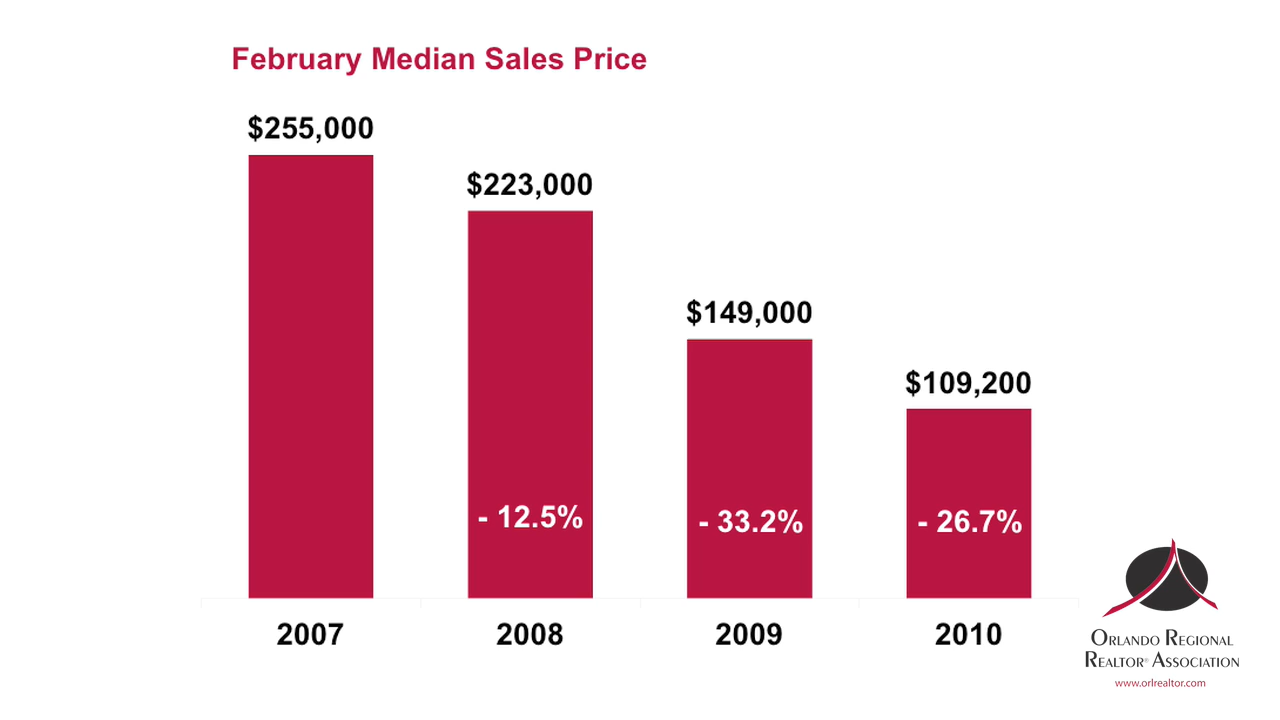 February Median Sales Price
$255,000
$223,000
$149,000
$109,200
- 12.5%
- 33.2%
- 26.7%
2007
2008
2009
2010
ORLANDO REGIONAL
REALTOR® ASSOCIATION
www.orlrealtor.com